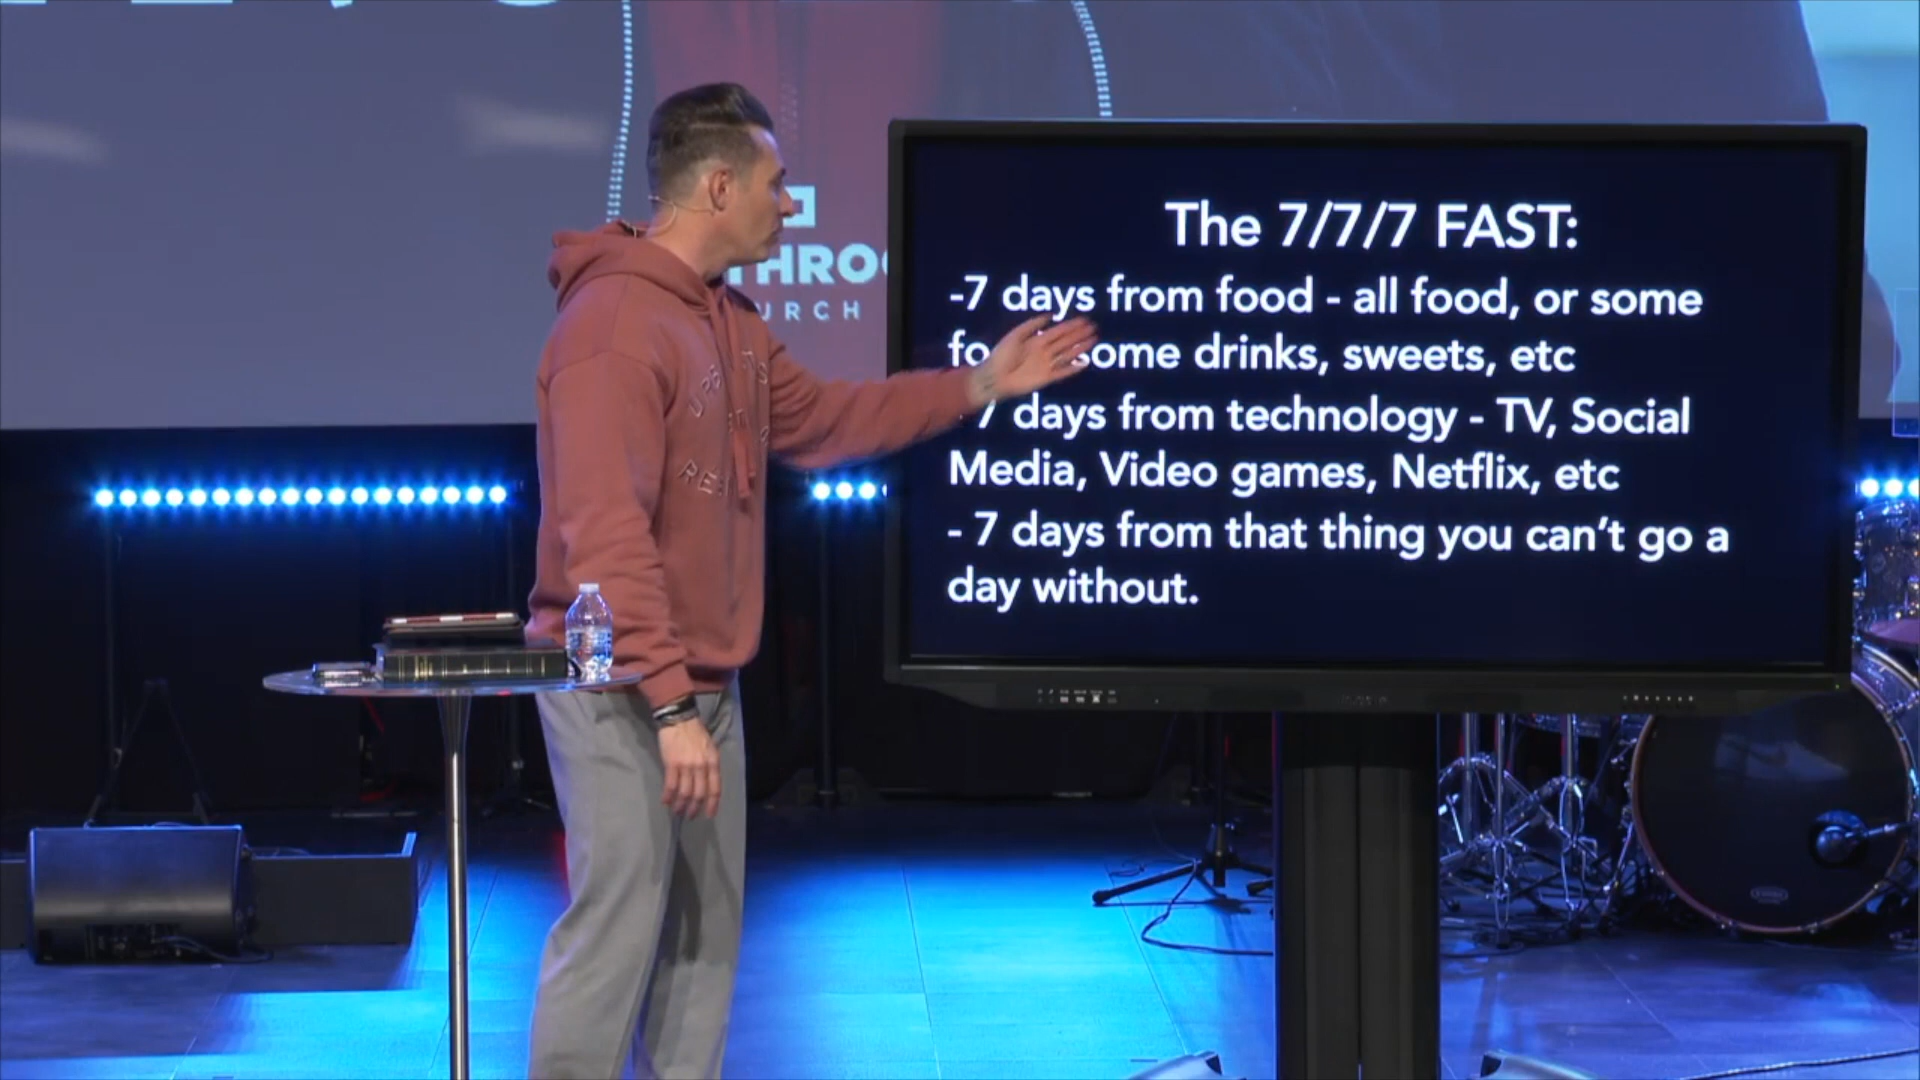 THRO
URCH
The 7/7/7 FAST:
-7 days from food - all food, or some
some drinks, sweets, etc
7 days from technology - TV, Social
Media, Video games, Netflix, etc
- 7 days from that thing you can't go a
day without.